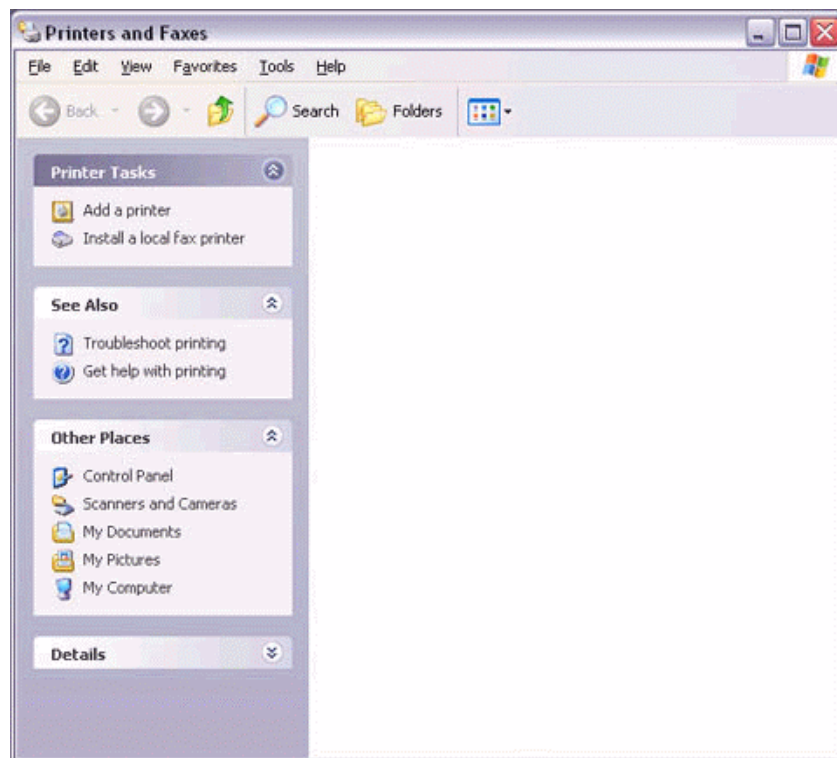 Printers and Faxes
File Edit View Favorites Tools Help
Back Search Folders
Printer Tasks
Add a printer
Install a local fax printer
See Also
Troubleshoot printing
Get help with printing
Other Places
Control Panel
Scanners and Cameras
My Documents
My Pictures
My Computer
Details